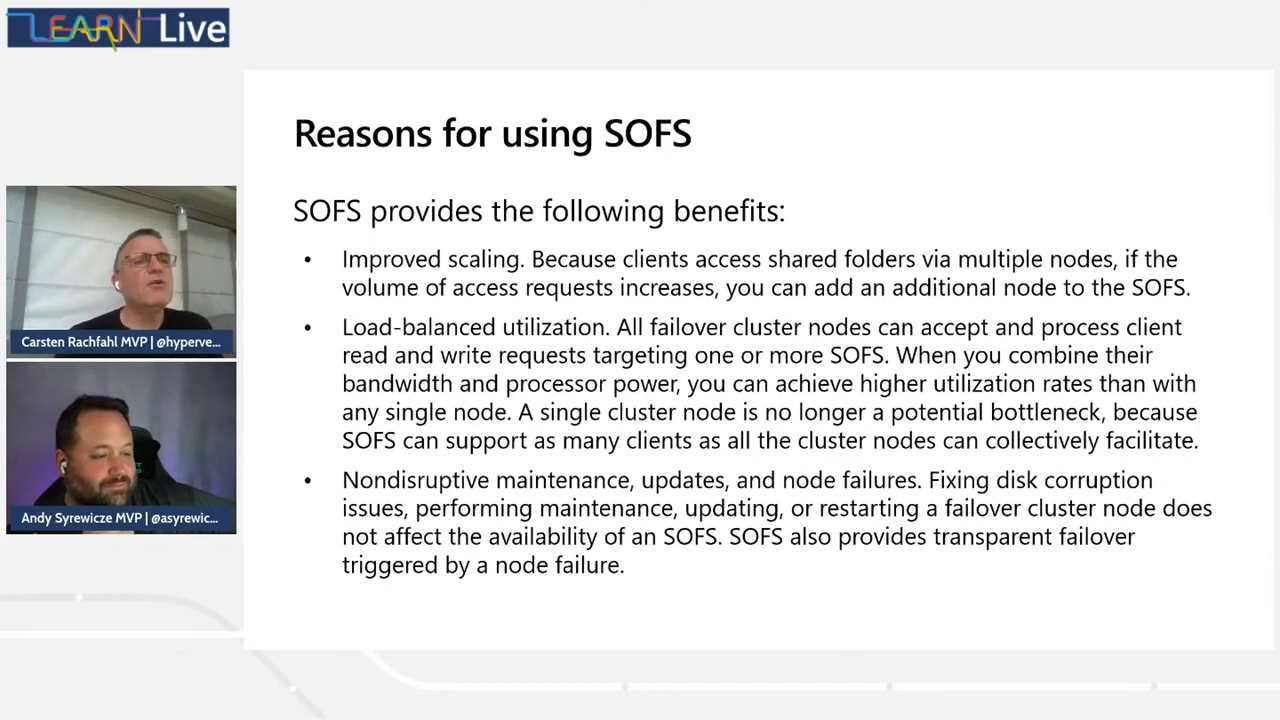 LEARN Live
Reasons for using SOFS
SOFS provides the following benefits:
• Improved scaling. Because clients access shared folders via multiple nodes, if the
volume of access requests increases, you can add an additional node to the SOFS.
• Load-balanced utilization. All failover cluster nodes can accept and process client
read and write requests targeting one or more SOFS. When you combine their
bandwidth and processor power, you can achieve higher utilization rates than with
any single node. A single cluster node is no longer a potential bottleneck, because
SOFS can support as many clients as all the cluster nodes can collectively facilitate.
• Nondisruptive maintenance, updates, and node failures. Fixing disk corruption
issues, performing maintenance, updating, or restarting a failover cluster node does
not affect the availability of an SOFS. SOFS also provides transparent failover
triggered by a node failure.
Carsten Rachfahl MVP | @hyperve...
Andy Syrewicze MVP | @asyrewic...